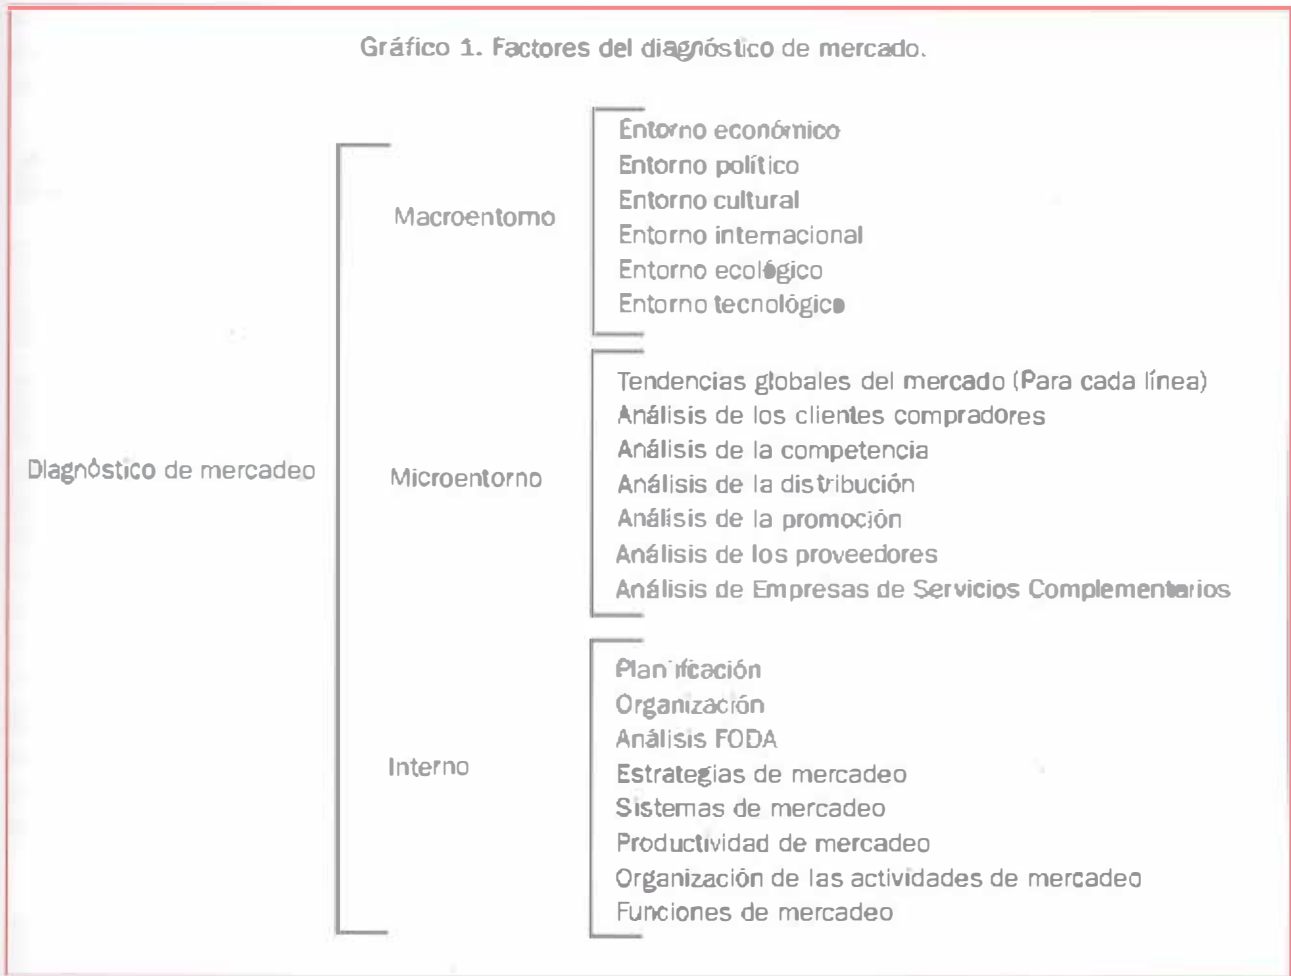 Gráfico 1. Factores del diagnóstico de mercado.
Diagnóstico de mercadeo
Macroentorno
Entorno económico
Entorno político
Entorno cultural
Entorno internacional
Entorno ecológico
Entorno tecnológico
Microentorno
Tendencias globales del mercado (Para cada línea)
Análisis de los clientes compradores
Análisis de la competencia
Análisis de la distribución
Análisis de la promoción
Análisis de los proveedores
Análisis de Empresas de Servicios Complementarios
Interno
Planificación
Organización
Análisis FODA
Estrategias de mercadeo
Sistemas de mercadeo
Productividad de mercadeo
Organización de las actividades de mercadeo
Funciones de mercadeo